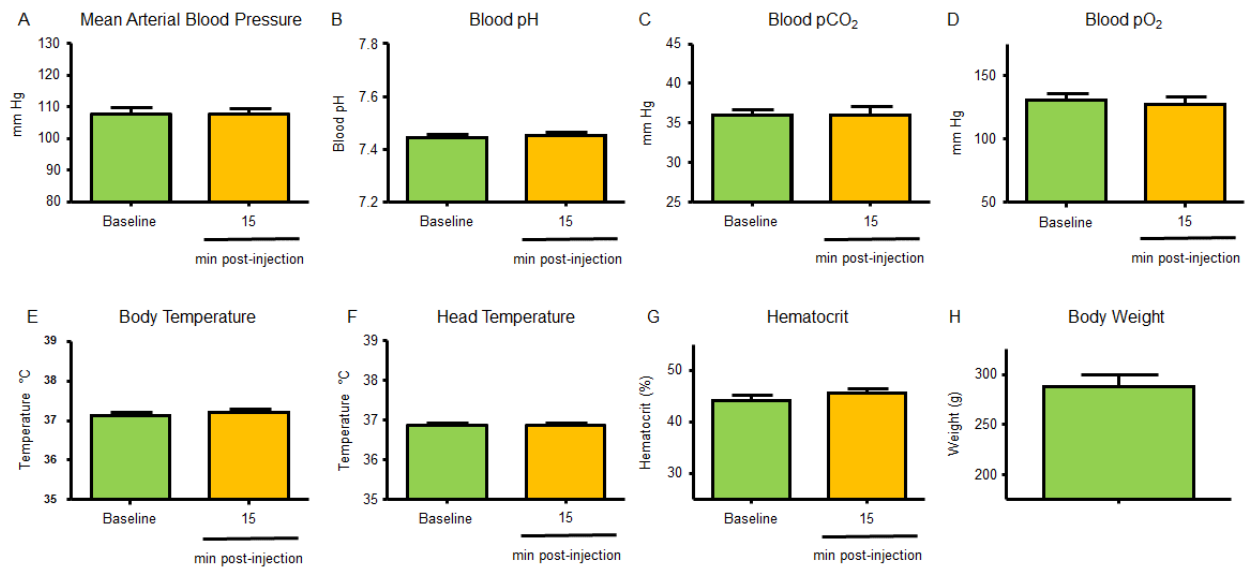 A Mean Arterial Blood Pressure
mm Hg
130
120
110
100
90
80
Baseline
15
min post-injection
B Blood pH
Blood pH
7.8
7.6
7.4
7.2
Baseline
15
min post-injection
C Blood pCO₂
mm Hg
45
40
35
30
25
Baseline
15
min post-injection
D Blood pO₂
mm Hg
150
100
50
Baseline
15
min post-injection
E Body Temperature
Temperature °C
39
38
37
36
35
Baseline
15
min post-injection
F Head Temperature
Temperature °C
39
38
37
36
35
Baseline
15
min post-injection
G Hematocrit
Hematocrit (%)
50
40
30
Baseline
15
min post-injection
H Body Weight
Weight (g)
300
250
200